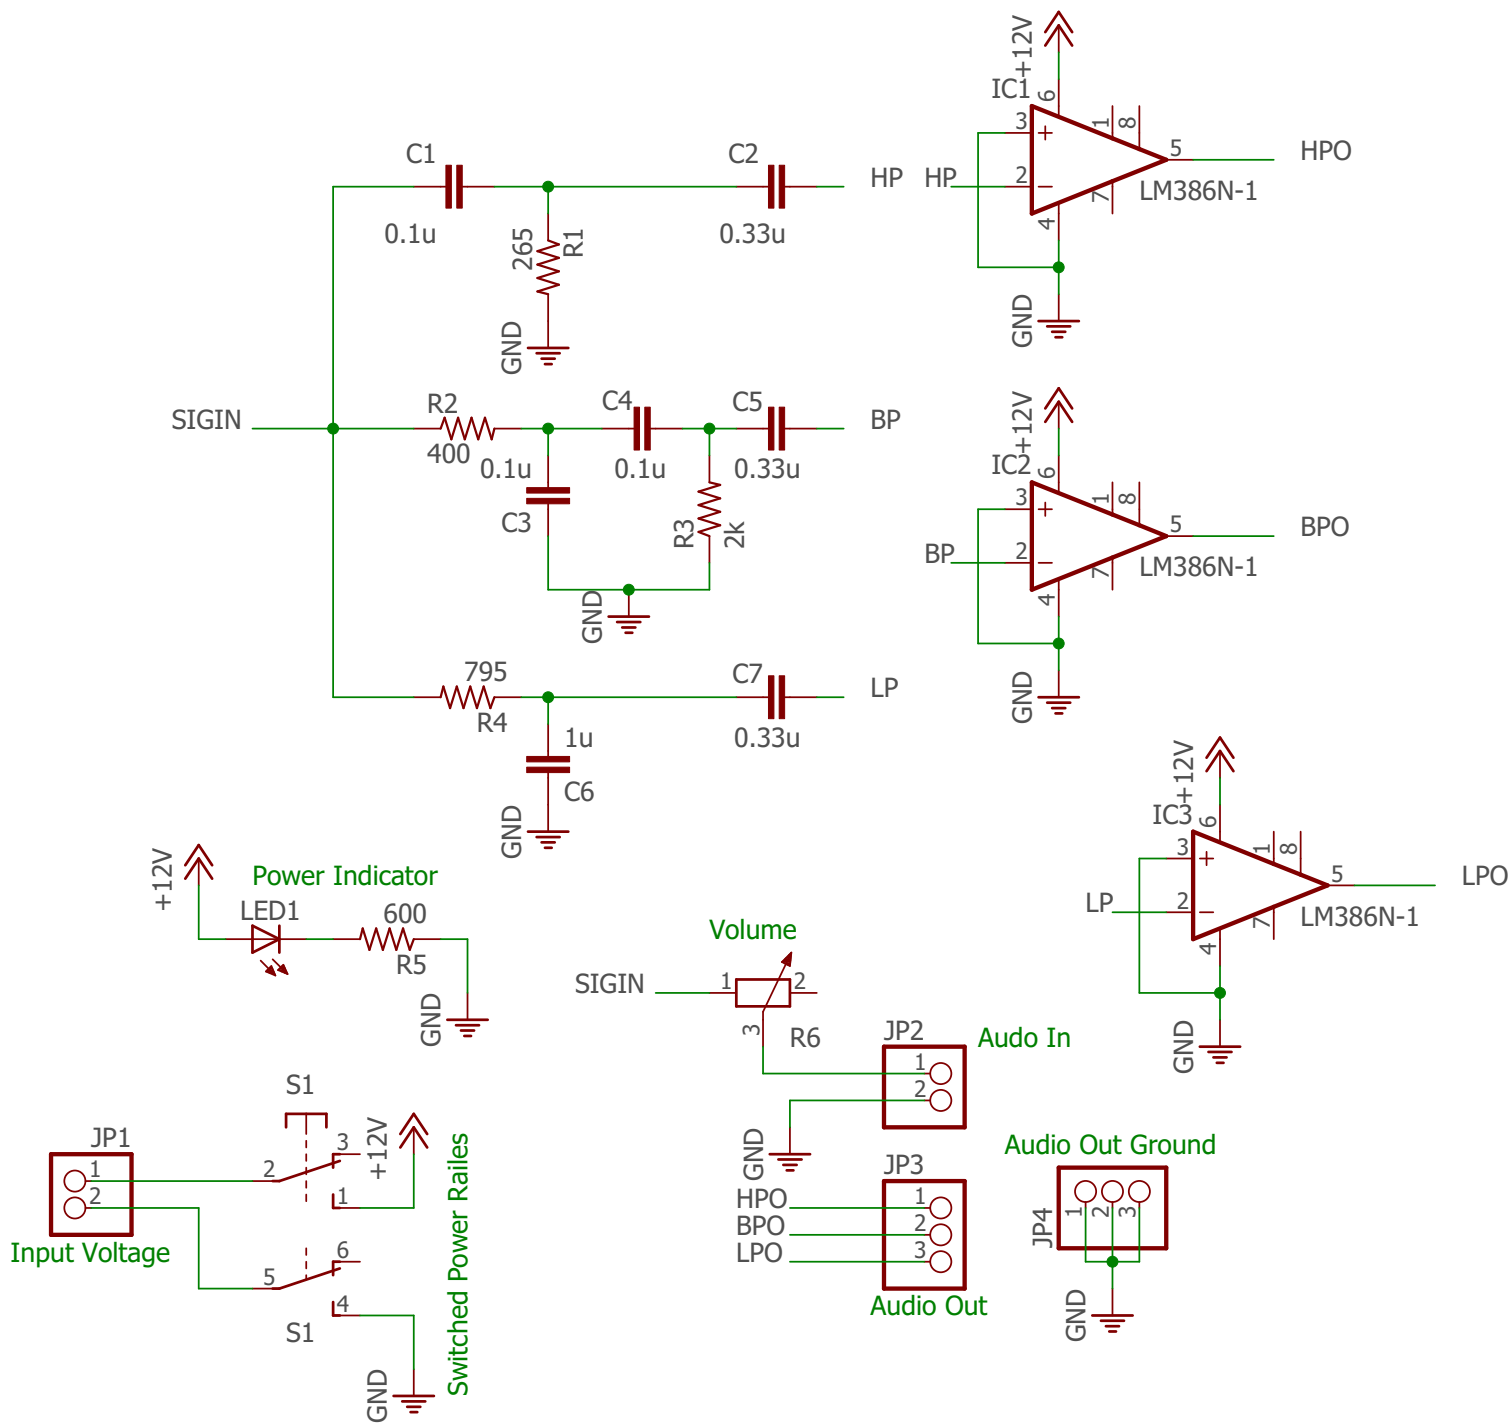 +12V
IC1
6
3
+
1
8
5
HPO
2
−
7
LM386N-1
4
GND
C1
0.1u
C2
0.33u
HP
HP
265
R1
GND
SIGIN
R2
400
0.1u
C3
C4
0.1u
C5
0.33u
BP
R3
2k
GND
+12V
IC2
6
3
+
1
8
5
BPO
BP
2
−
7
LM386N-1
4
GND
795
R4
C7
0.33u
LP
1u
C6
GND
+12V
IC3
6
3
+
1
8
5
LPO
LP
2
−
7
LM386N-1
4
GND
+12V
Power Indicator
LED1
600
R5
GND
Volume
SIGIN
1
2
3
R6
JP2
Audo In
1
2
GND
S1
JP1
1
2
Input Voltage
2
3
1
+12V
5
6
4
S1
GND
Switched Power Railes
JP3
HPO
1
BPO
2
LPO
3
Audio Out
Audio Out Ground
JP4
1
2
3
GND